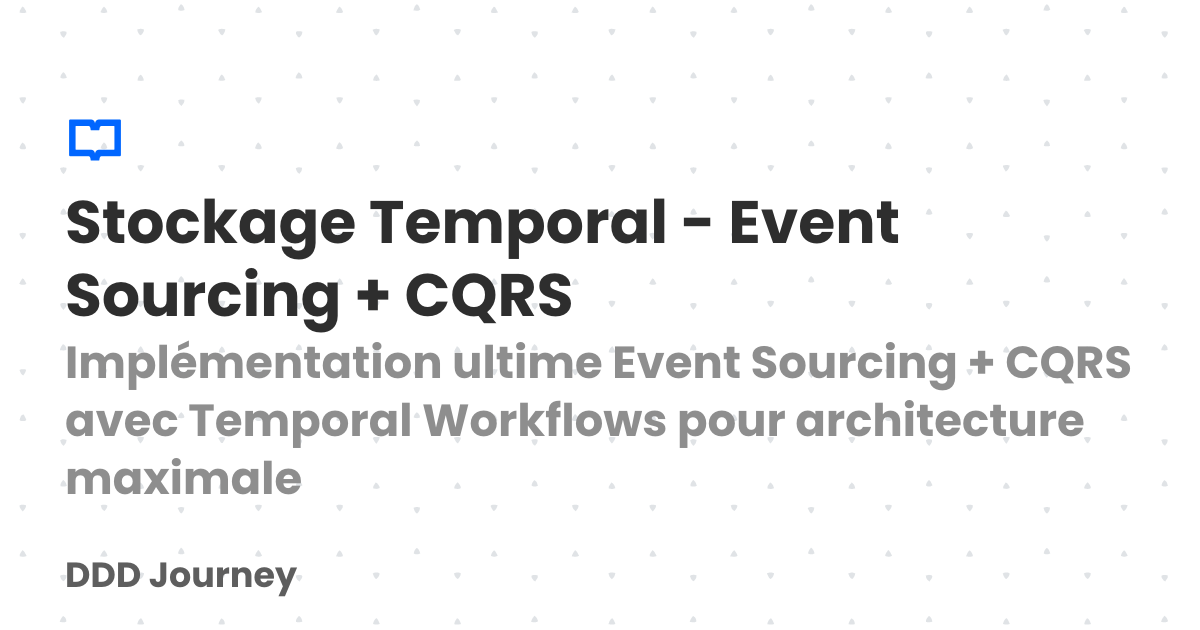 Stockage Temporal - Event
Sourcing + CQRS
Implémentation ultime Event Sourcing + CQRS
avec Temporal Workflows pour architecture
maximale
DDD Journey